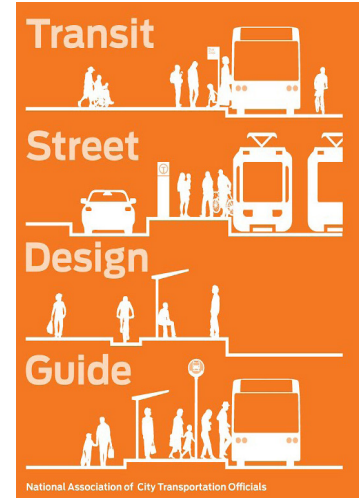 Transit
Street
Design
Guide
National Association of City Transportation Officials